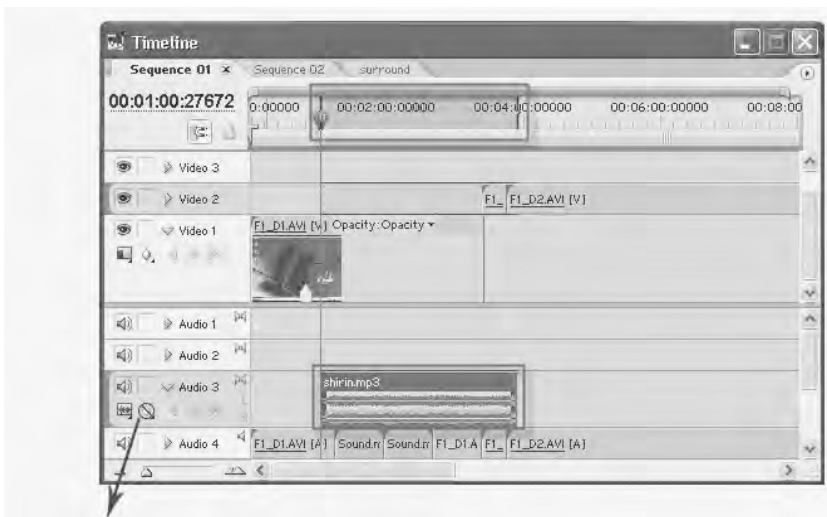 Timeline
Sequence 01 × Sequence 02 surround
00:01:00:27672
0:00000 00:02:00:00000 00:04:00:00000 00:06:00:00000 00:08:00
Video 3
Video 2
F1_ F1_D2.AVI [V]
Video 1
F1_D1.AVI [V] Opacity:Opacity
Audio 1
Audio 2
Audio 3
shirin.mp3
Audio 4
F1_D1.AVI [A] Sound.m Sound.m F1_D1.A F1_ F1_D2.AVI [A]